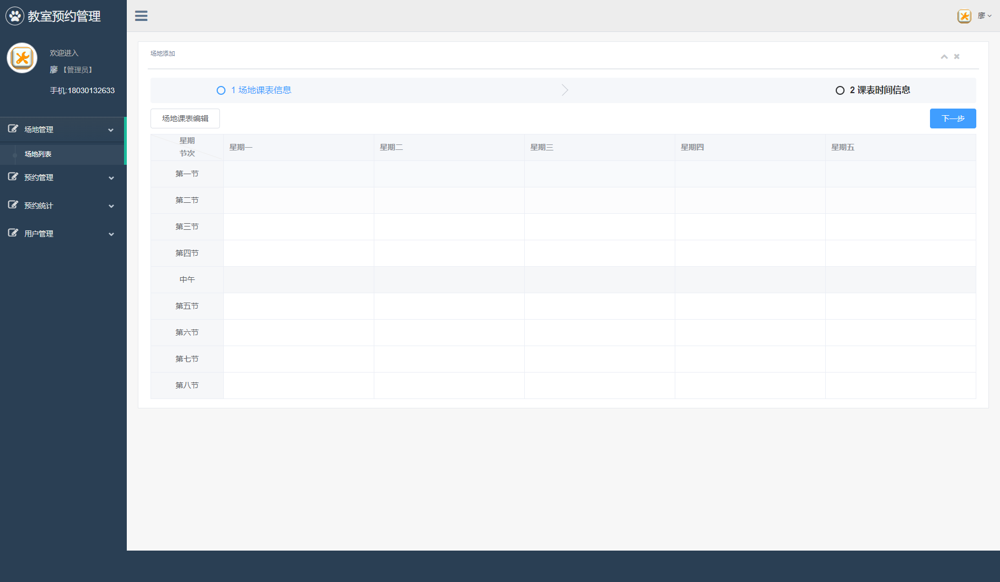 教室预约管理
廖
欢迎进入
廖 【管理员】
手机:18030132633
场地管理
场地列表
预约管理
预约统计
用户管理
场地添加
1 场地课表信息
2 课表时间信息
场地课表编辑
下一步
星期
节次
星期一 星期二 星期三 星期四 星期五
第一节
第二节
第三节
第四节
中午
第五节
第六节
第七节
第八节